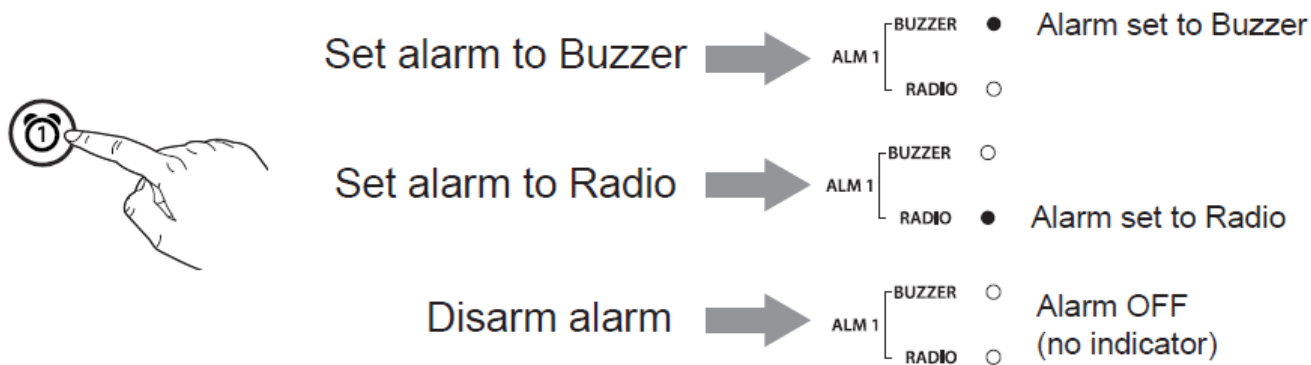 1
Set alarm to Buzzer
ALM 1
BUZZER
RADIO
Alarm set to Buzzer
Set alarm to Radio
ALM 1
BUZZER
RADIO
Alarm set to Radio
Disarm alarm
ALM 1
BUZZER
RADIO
Alarm OFF
(no indicator)